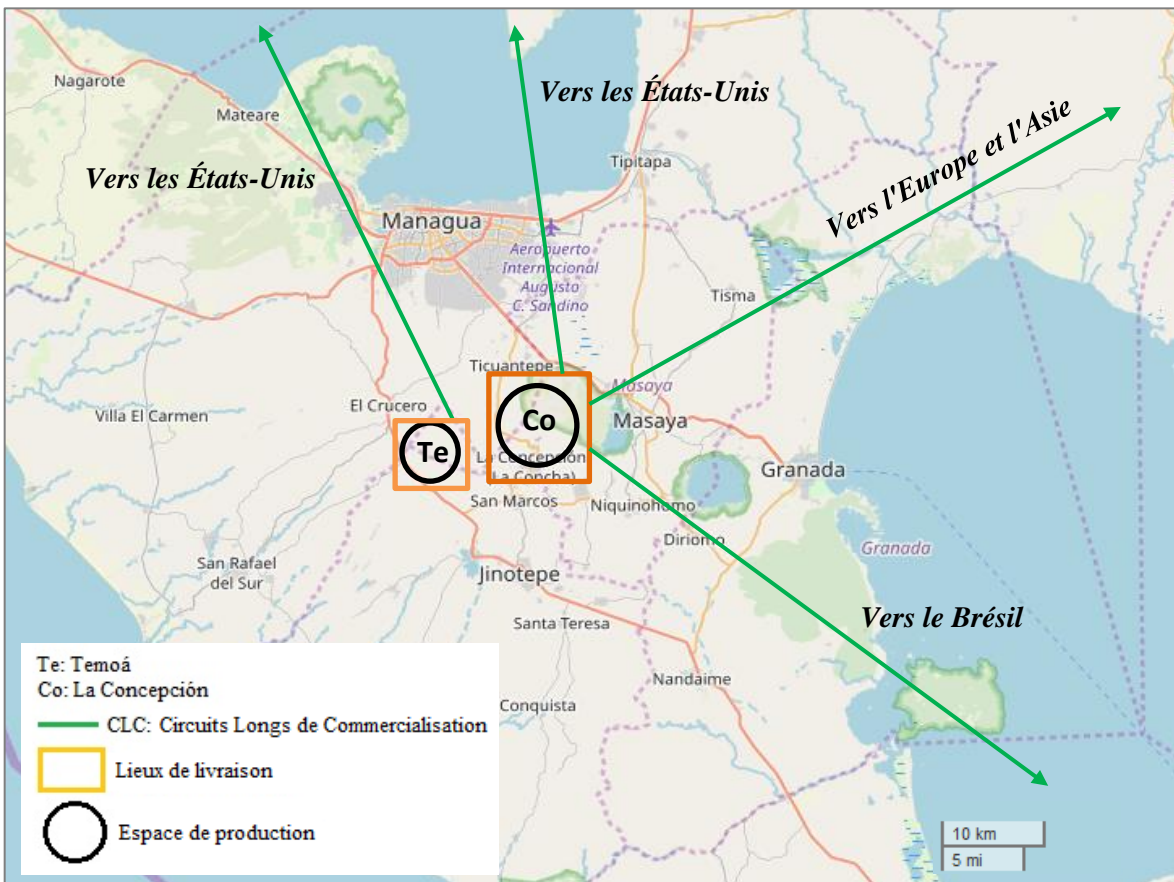 Nagarote
Mateare
Vers les États-Unis
Vers les États-Unis
Vers l'Europe et l'Asie
Tipitapa
Managua
Aeropuerto
Internacional
Augusto
C. Sandino
Tisma
Ticuantepe
Masaya
Villa El Carmen
El Crucero
Co
Masaya
Te
La Concepción
(La Concha)
Granada
San Marcos
Niquinohomo
Diriomo
Granada
San Rafael
del Sur
Jinotepe
Vers le Brésil
Santa Teresa
Nandaime
Conquista
Te: Temoá
Co: La Concepción
CLC: Circuits Longs de Commercialisation
Lieux de livraison
Espace de production
10 km
5 mi